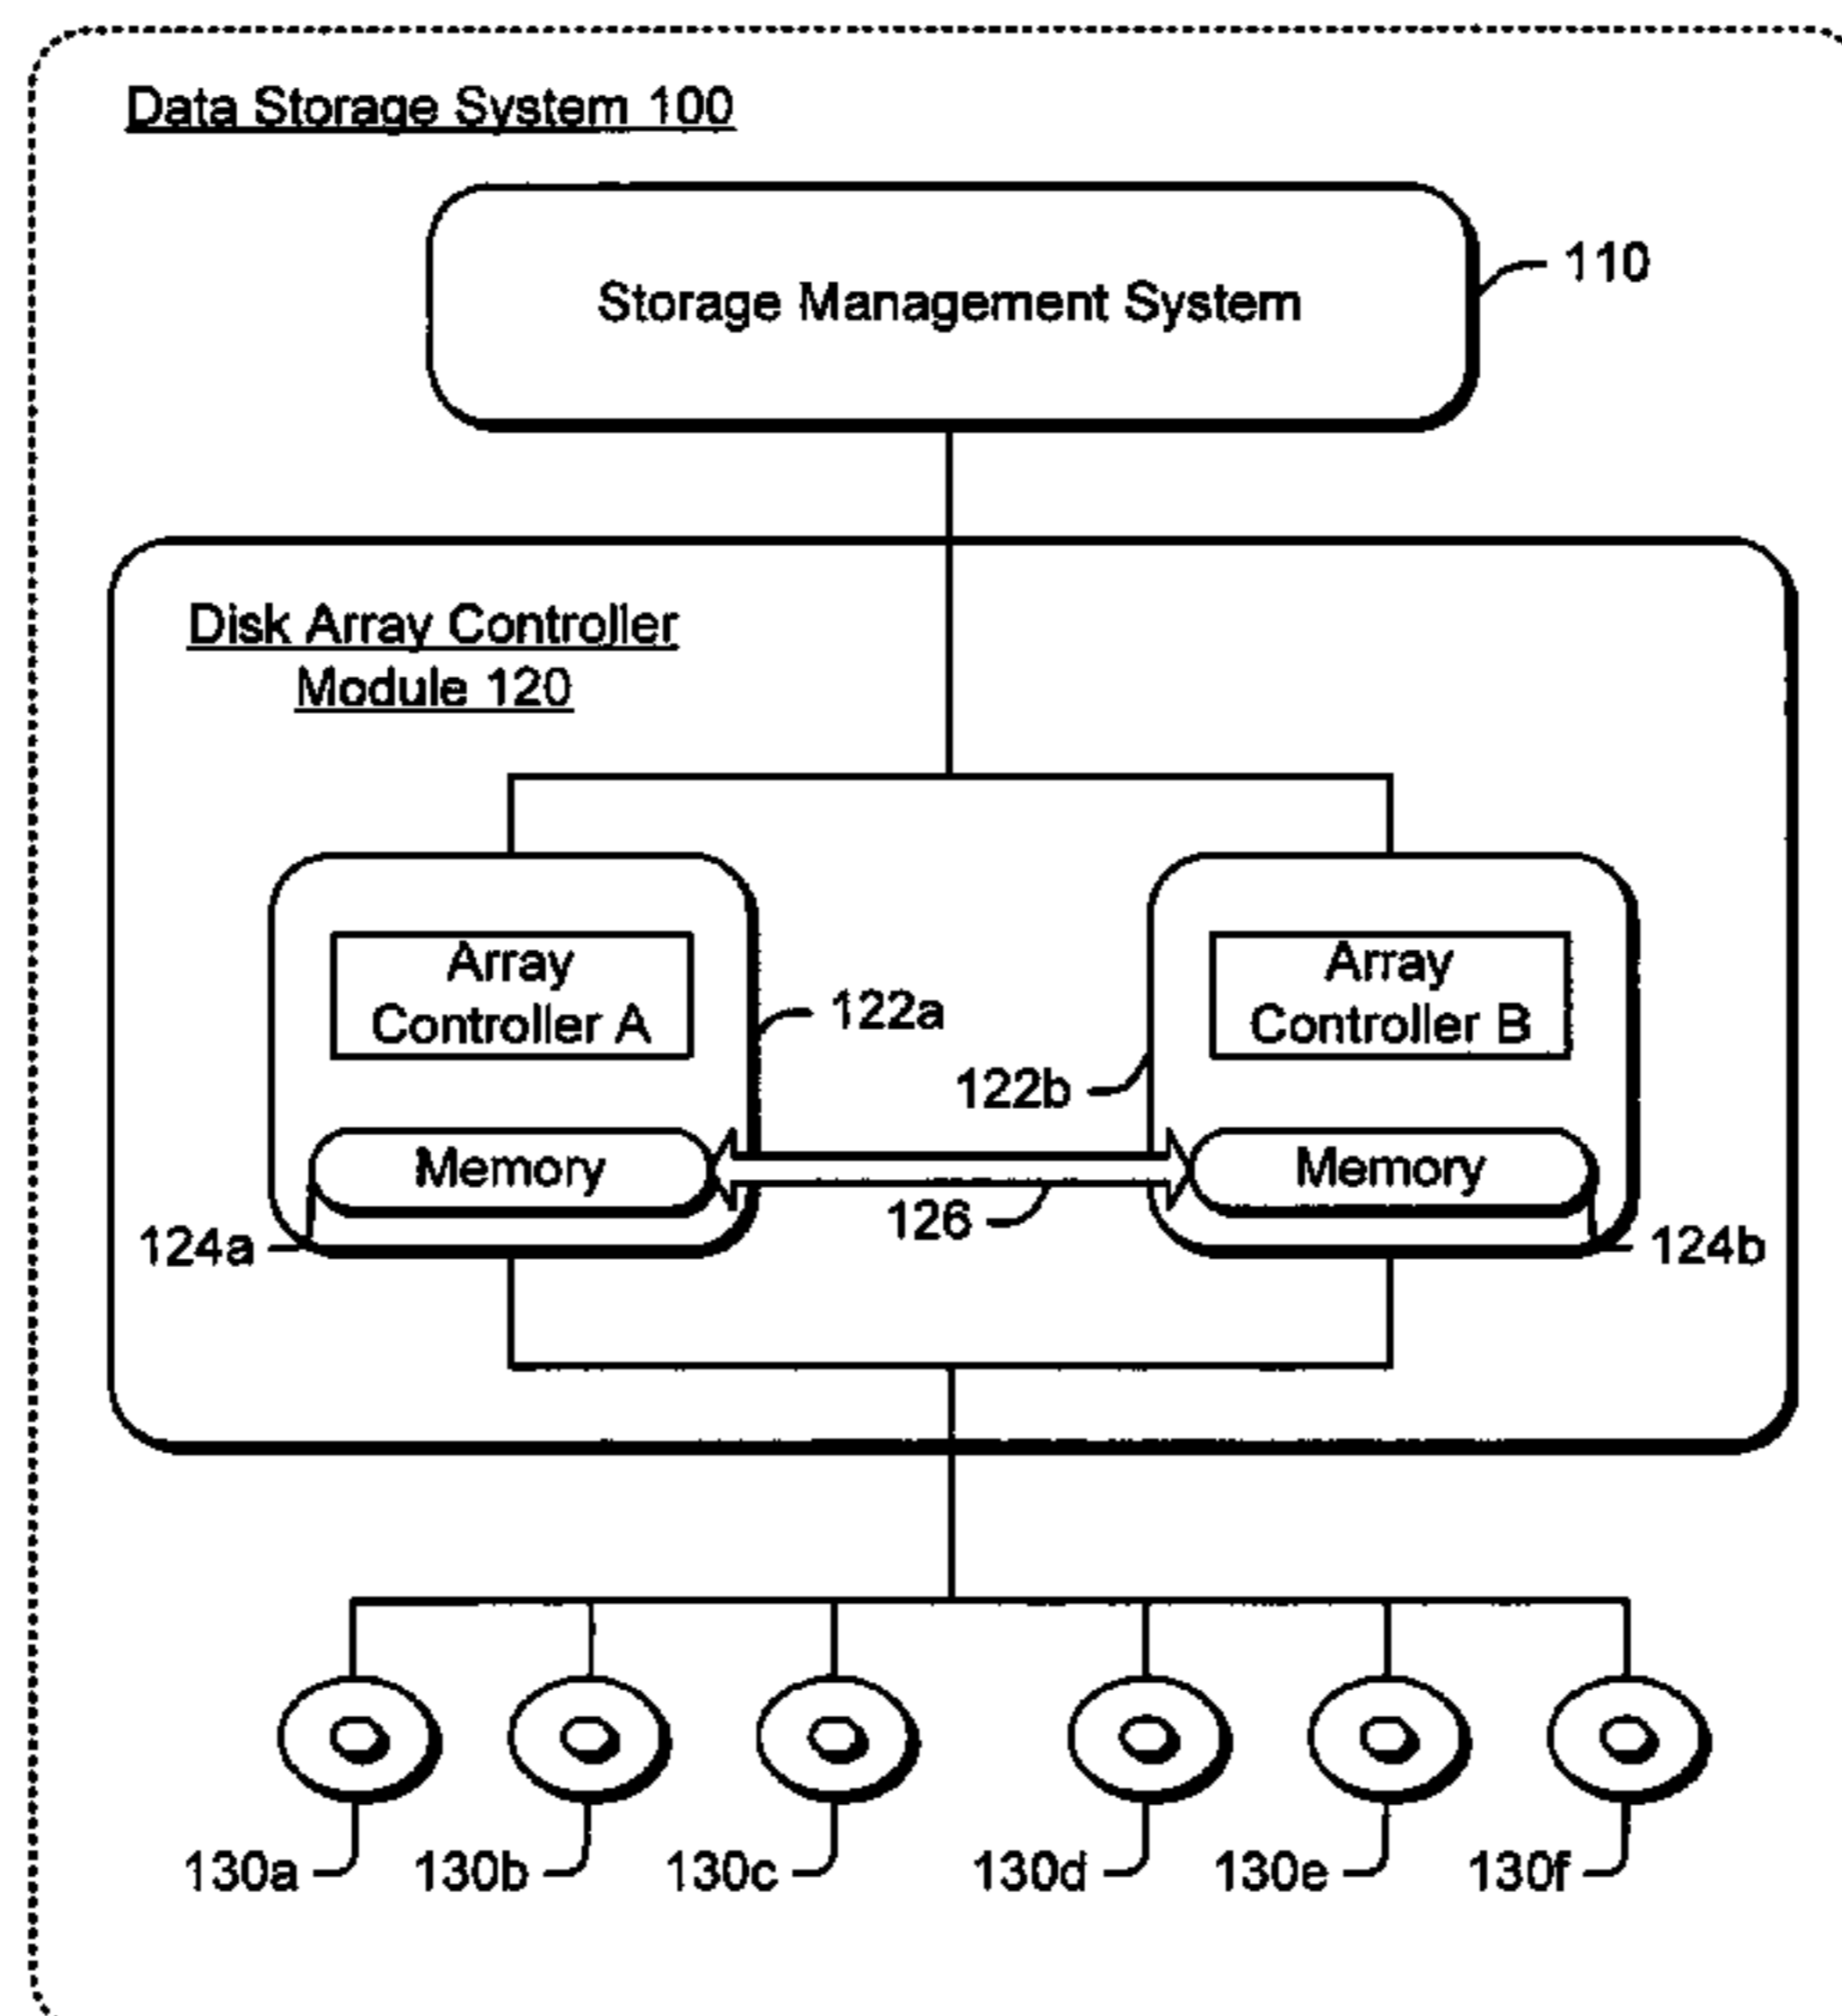 Data Storage System 100
Storage Management System
110
Disk Array Controller
Module 120
Array
Controller A
122a
Array
Controller B
122b
Memory
Memory
126
124a
124b
130a
130b
130c
130d
130e
130f